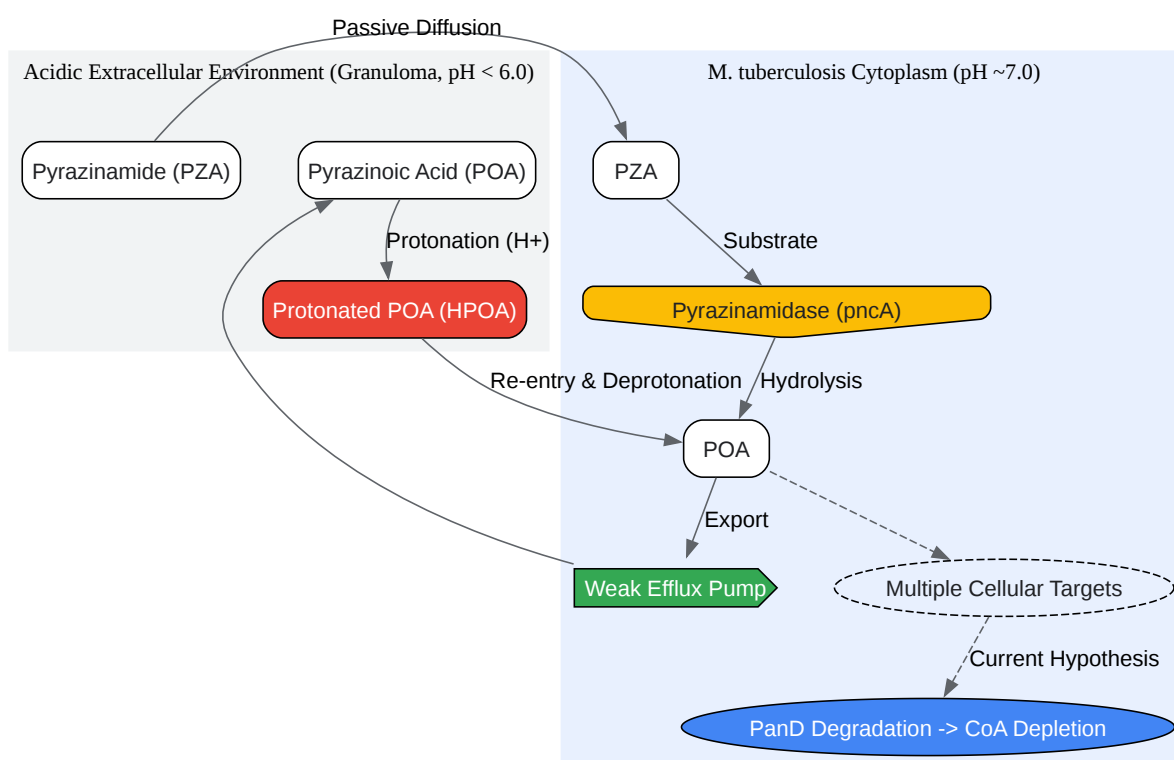 Passive Diffusion
Acidic Extracellular Environment (Granuloma, pH < 6.0)
M. tuberculosis Cytoplasm (pH ~7.0)
Pyrazinamide (PZA)
Pyrazinoic Acid (POA)
PZA
Protonation (H+)
Substrate
Protonated POA (HPOA)
Pyrazinamidase (pncA)
Re-entry & Deprotonation
Hydrolysis
POA
Export
Weak Efflux Pump
Multiple Cellular Targets
Current Hypothesis
PanD Degradation -> CoA Depletion